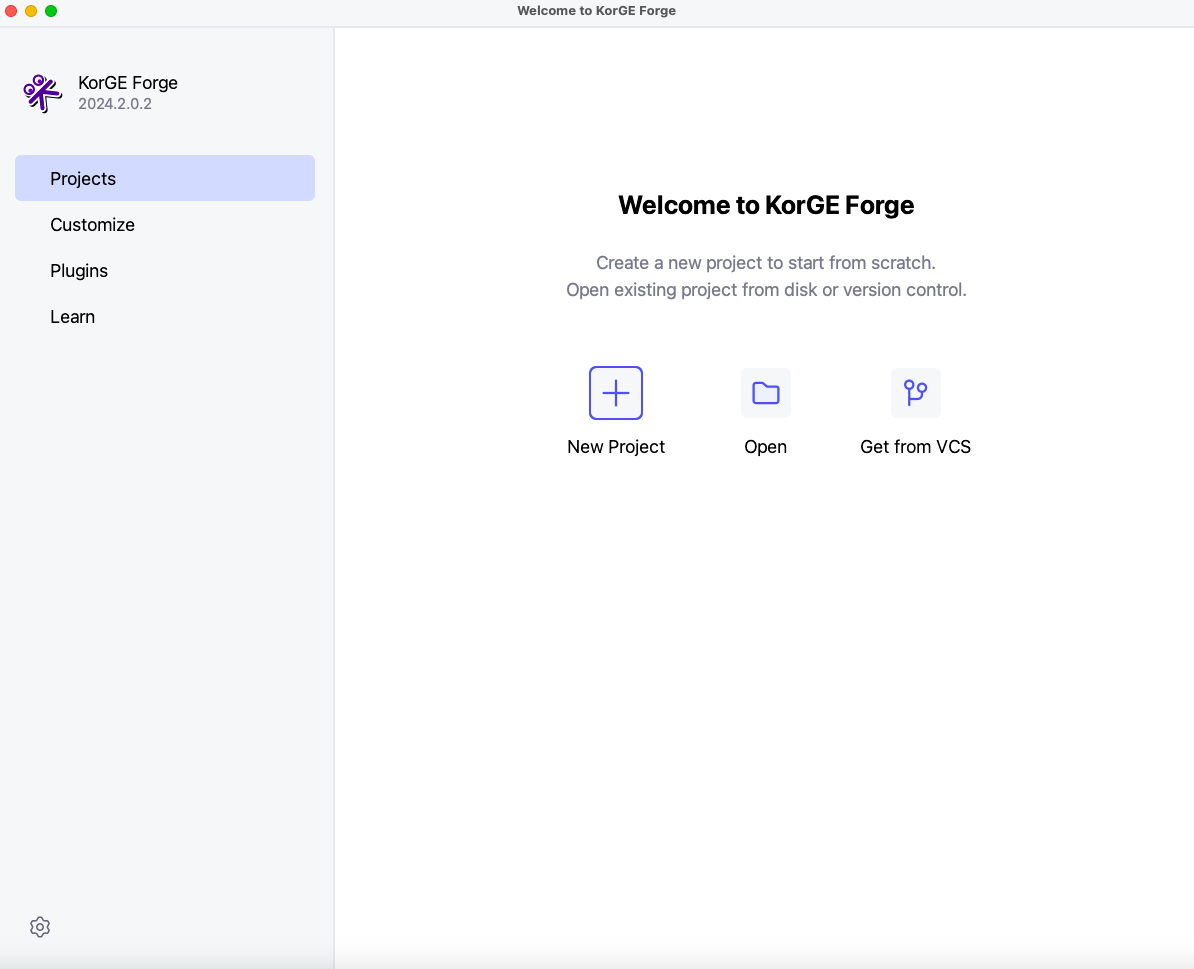 Welcome to KorGE Forge
KorGE Forge
2024.2.0.2
Projects
Customize
Plugins
Learn
Welcome to KorGE Forge
Create a new project to start from scratch.
Open existing project from disk or version control.
New Project
Open
Get from VCS